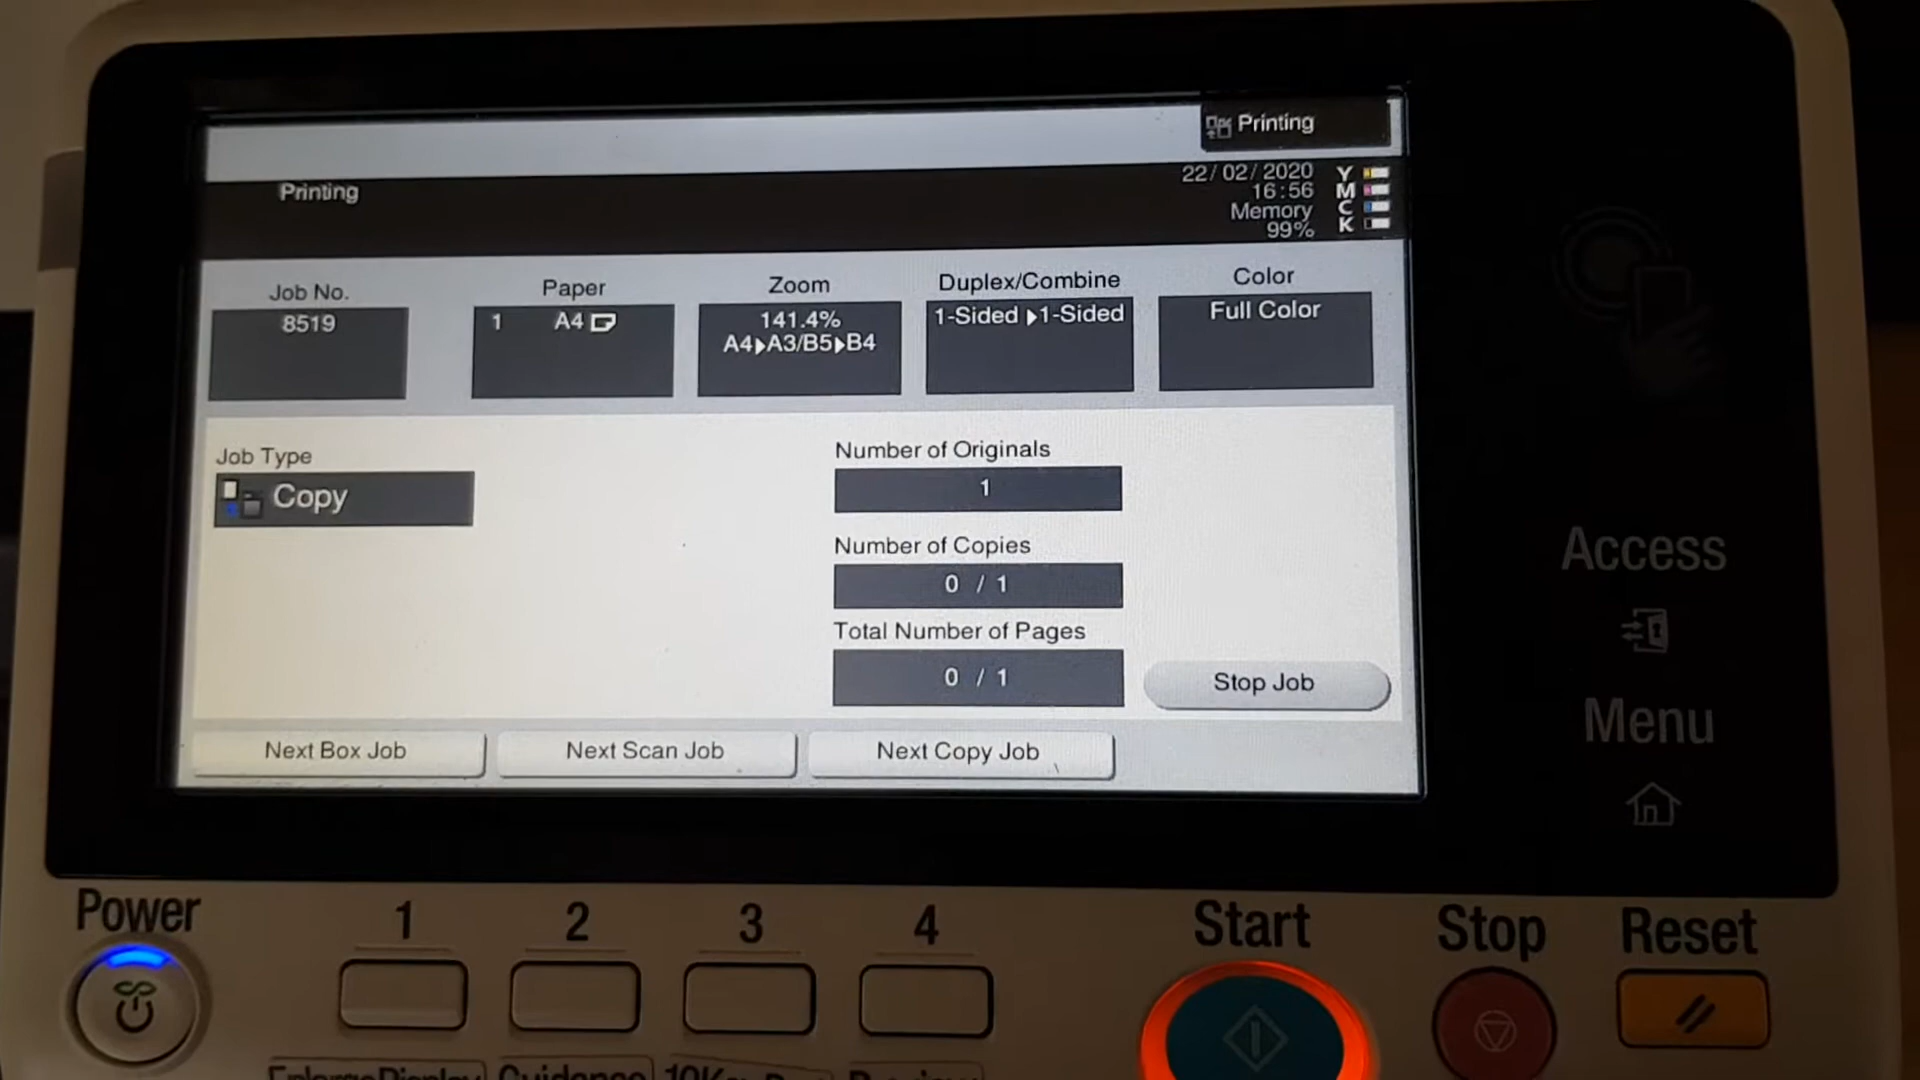 Printing
Printing
22/02/2020
16:56
Memory
99%
Y
M
C
K
Job No.
8519
Paper
1 A4
Zoom
141.4%
A4▶A3/B5▶B4
Duplex/Combine
1-Sided ▶1-Sided
Color
Full Color
Job Type
Copy
Number of Originals
1
Number of Copies
0 / 1
Total Number of Pages
0 / 1
Stop Job
Next Box Job
Next Scan Job
Next Copy Job
Access
Menu
Power
1
2
3
4
Start
Stop
Reset
Enlarge Display
Guidance